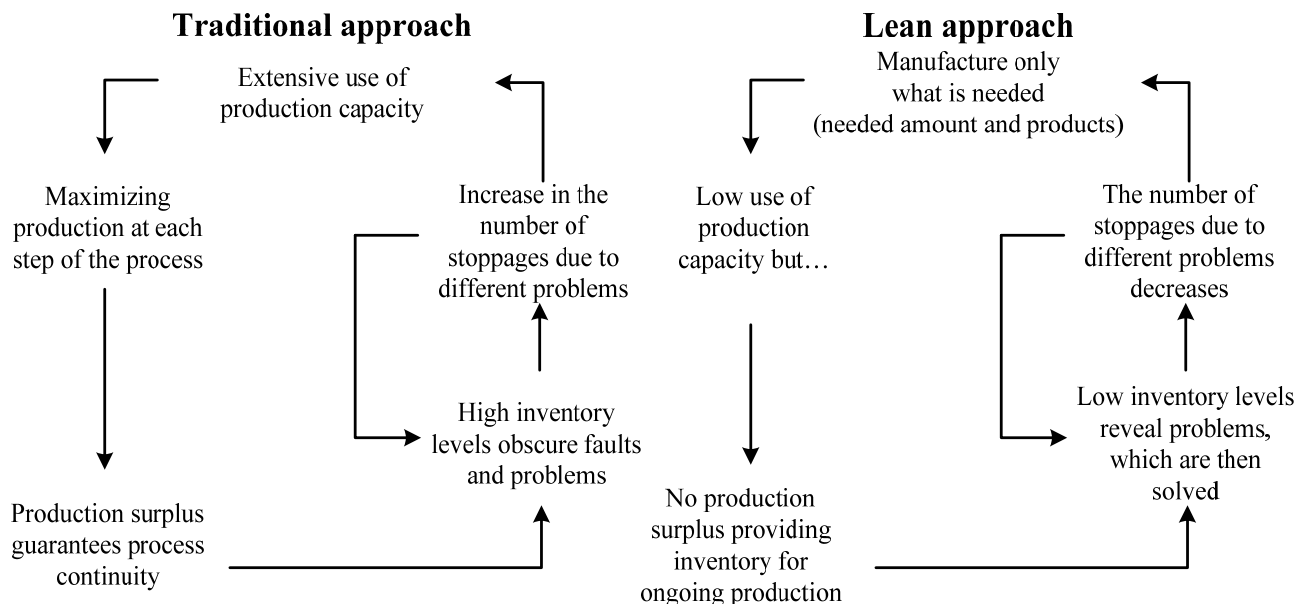 Traditional approach
Extensive use of
production capacity
Maximizing
production at each
step of the process
Increase in the
number of
stoppages due to
different problems
High inventory
levels obscure faults
and problems
Production surplus
guarantees process
continuity
Lean approach
Manufacture only
what is needed
(needed amount and products)
Low use of
production
capacity but…
The number of
stoppages due to
different problems
decreases
Low inventory levels
reveal problems,
which are then
solved
No production
surplus providing
inventory for
ongoing production